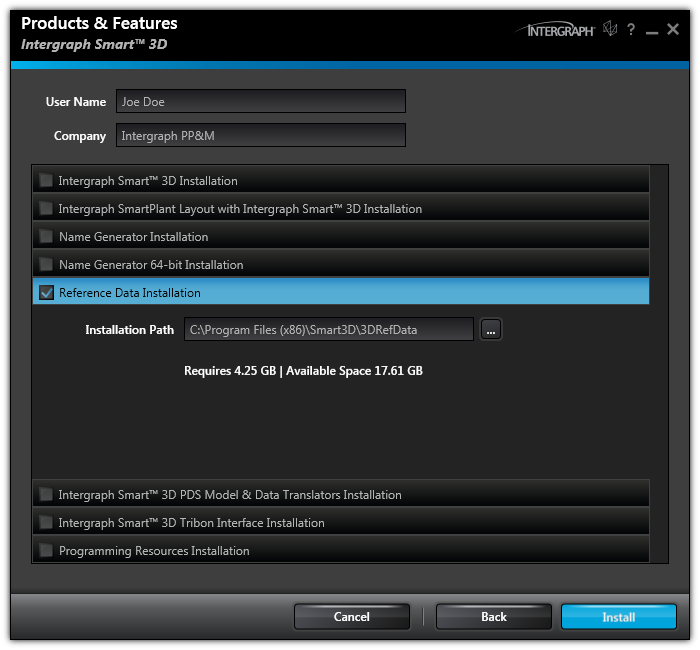 Products & Features
Intergraph Smart™ 3D
INTERGRAPH
?
User Name Joe Doe
Company Intergraph PP&M
Intergraph Smart™ 3D Installation
Intergraph SmartPlant Layout with Intergraph Smart™ 3D Installation
Name Generator Installation
Name Generator 64-bit Installation
Reference Data Installation
Installation Path C:\Program Files (x86)\Smart3D\3DRefData ...
Requires 4.25 GB | Available Space 17.61 GB
Intergraph Smart™ 3D PDS Model & Data Translators Installation
Intergraph Smart™ 3D Tribon Interface Installation
Programming Resources Installation
Cancel Back Install